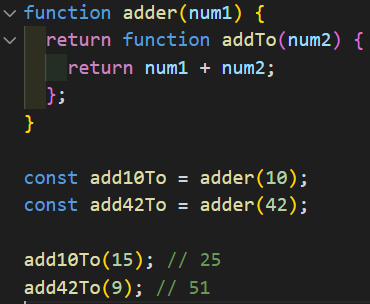 function adder(num1) {
  return function addTo(num2) {
    return num1 + num2;
  };
}

const add10To = adder(10);
const add42To = adder(42);

add10To(15); // 25
add42To(9); // 51